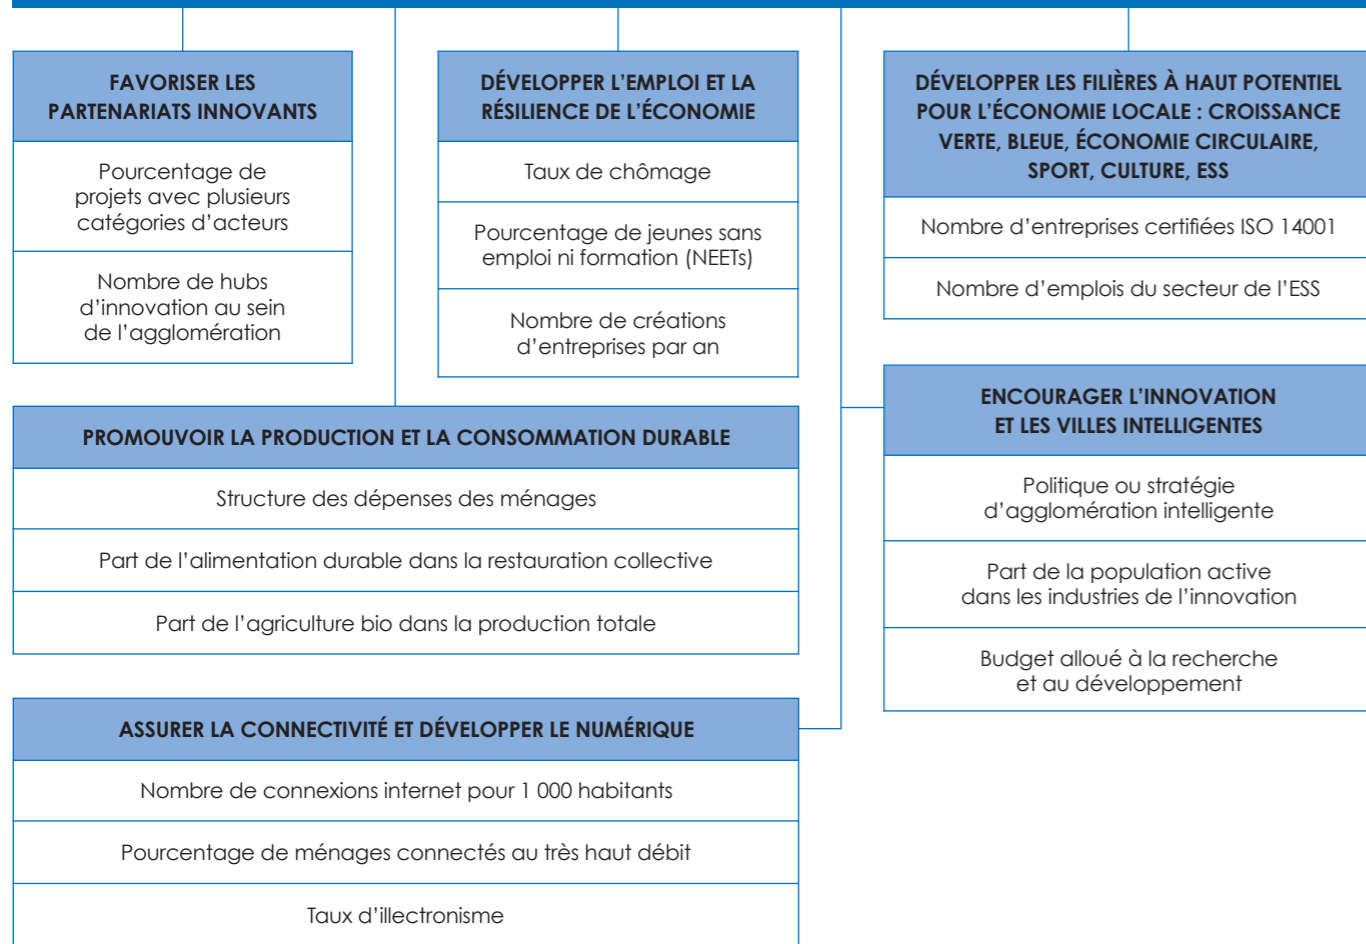 FAVORISER LES
PARTENARIATS INNOVANTS
Pourcentage de
projets avec plusieurs
catégories d’acteurs
Nombre de hubs
d’innovation au sein
de l’agglomération
DÉVELOPPER L’EMPLOI ET LA
RÉSILIENCE DE L’ÉCONOMIE
Taux de chômage
Pourcentage de jeunes sans
emploi ni formation (NEETs)
Nombre de créations
d’entreprises par an
DÉVELOPPER LES FILIÈRES À HAUT POTENTIEL
POUR L’ÉCONOMIE LOCALE : CROISSANCE
VERTE, BLEUE, ÉCONOMIE CIRCULAIRE,
SPORT, CULTURE, ESS
Nombre d’entreprises certifiées ISO 14001
Nombre d’emplois du secteur de l’ESS
PROMOUVOIR LA PRODUCTION ET LA CONSOMMATION DURABLE
Structure des dépenses des ménages
Part de l’alimentation durable dans la restauration collective
Part de l’agriculture bio dans la production totale
ENCOURAGER L’INNOVATION
ET LES VILLES INTELLIGENTES
Politique ou stratégie
d’agglomération intelligente
Part de la population active
dans les industries de l’innovation
Budget alloué à la recherche
et au développement
ASSURER LA CONNECTIVITÉ ET DÉVELOPPER LE NUMÉRIQUE
Nombre de connexions internet pour 1 000 habitants
Pourcentage de ménages connectés au très haut débit
Taux d’illectronisme